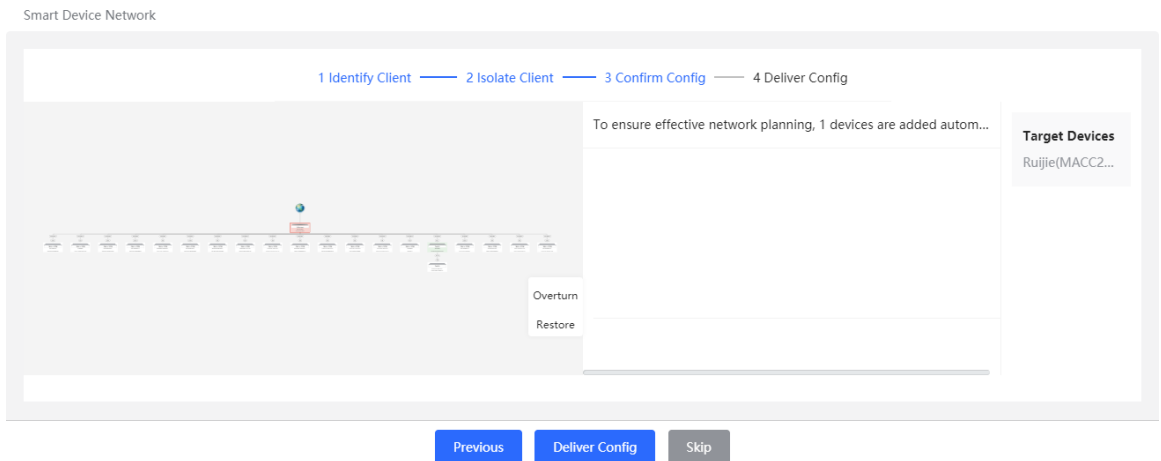 Smart Device Network
1 Identify Client 2 Isolate Client 3 Confirm Config 4 Deliver Config
To ensure effective network planning, 1 devices are added autom...
Target Devices
Ruijie(MACC2...
Overturn
Restore
Previous Deliver Config Skip